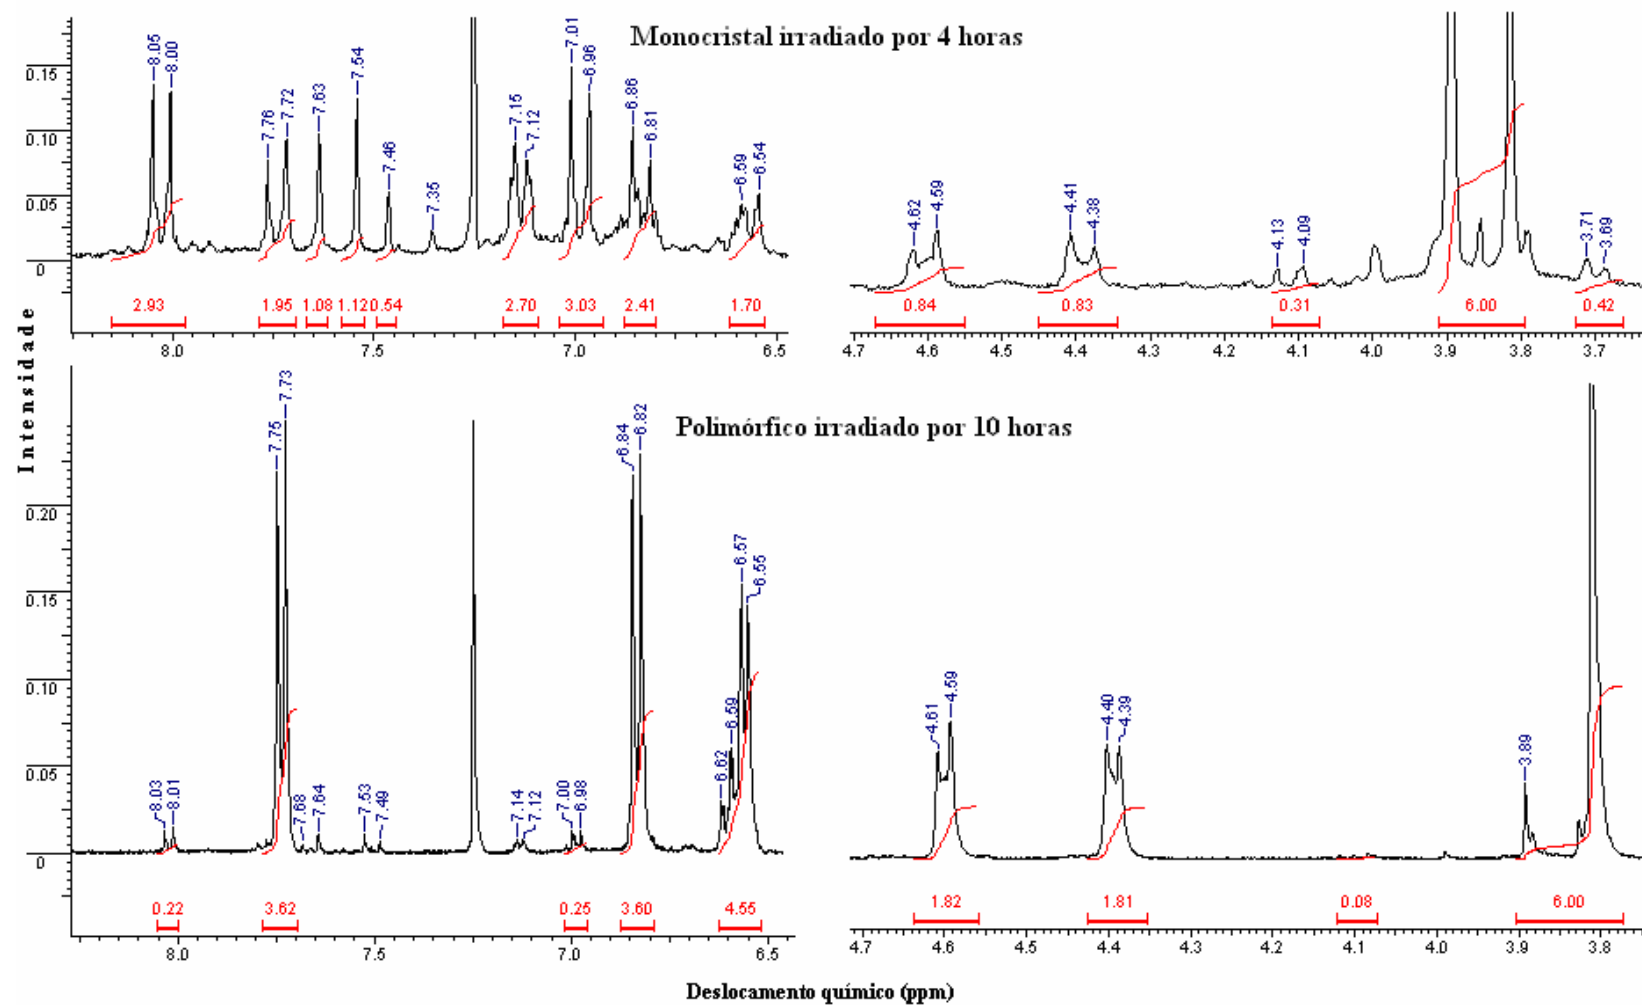 Monocristal irradiado por 4 horas
8.05 8.00 7.76 7.72 7.63 7.54 7.46 7.35 7.15 7.12 7.01 6.96 6.86 6.81 6.59 6.54
4.62 4.59 4.41 4.38 4.13 4.09 3.71 3.69
0.15
0.10
0.05
0
2.93 1.95 1.08 1.12 0.54 2.70 3.03 2.41 1.70
0.84 0.83 0.31 6.00 0.42
8.0 7.5 7.0 6.5
4.7 4.6 4.5 4.4 4.3 4.2 4.1 4.0 3.9 3.8 3.7
Intensidade
Polimórfico irradiado por 10 horas
8.03 8.01 7.75 7.73 7.68 7.64 7.53 7.49 7.14 7.12 7.00 6.98 6.84 6.82 6.62 6.59 6.57 6.55
4.61 4.59 4.40 4.39 3.89
0.20
0.15
0.10
0.05
0
0.22 3.62 0.25 3.60 4.55
1.82 1.81 0.08 6.00
8.0 7.5 7.0 6.5
4.7 4.6 4.5 4.4 4.3 4.2 4.1 4.0 3.9 3.8
Deslocamento químico (ppm)